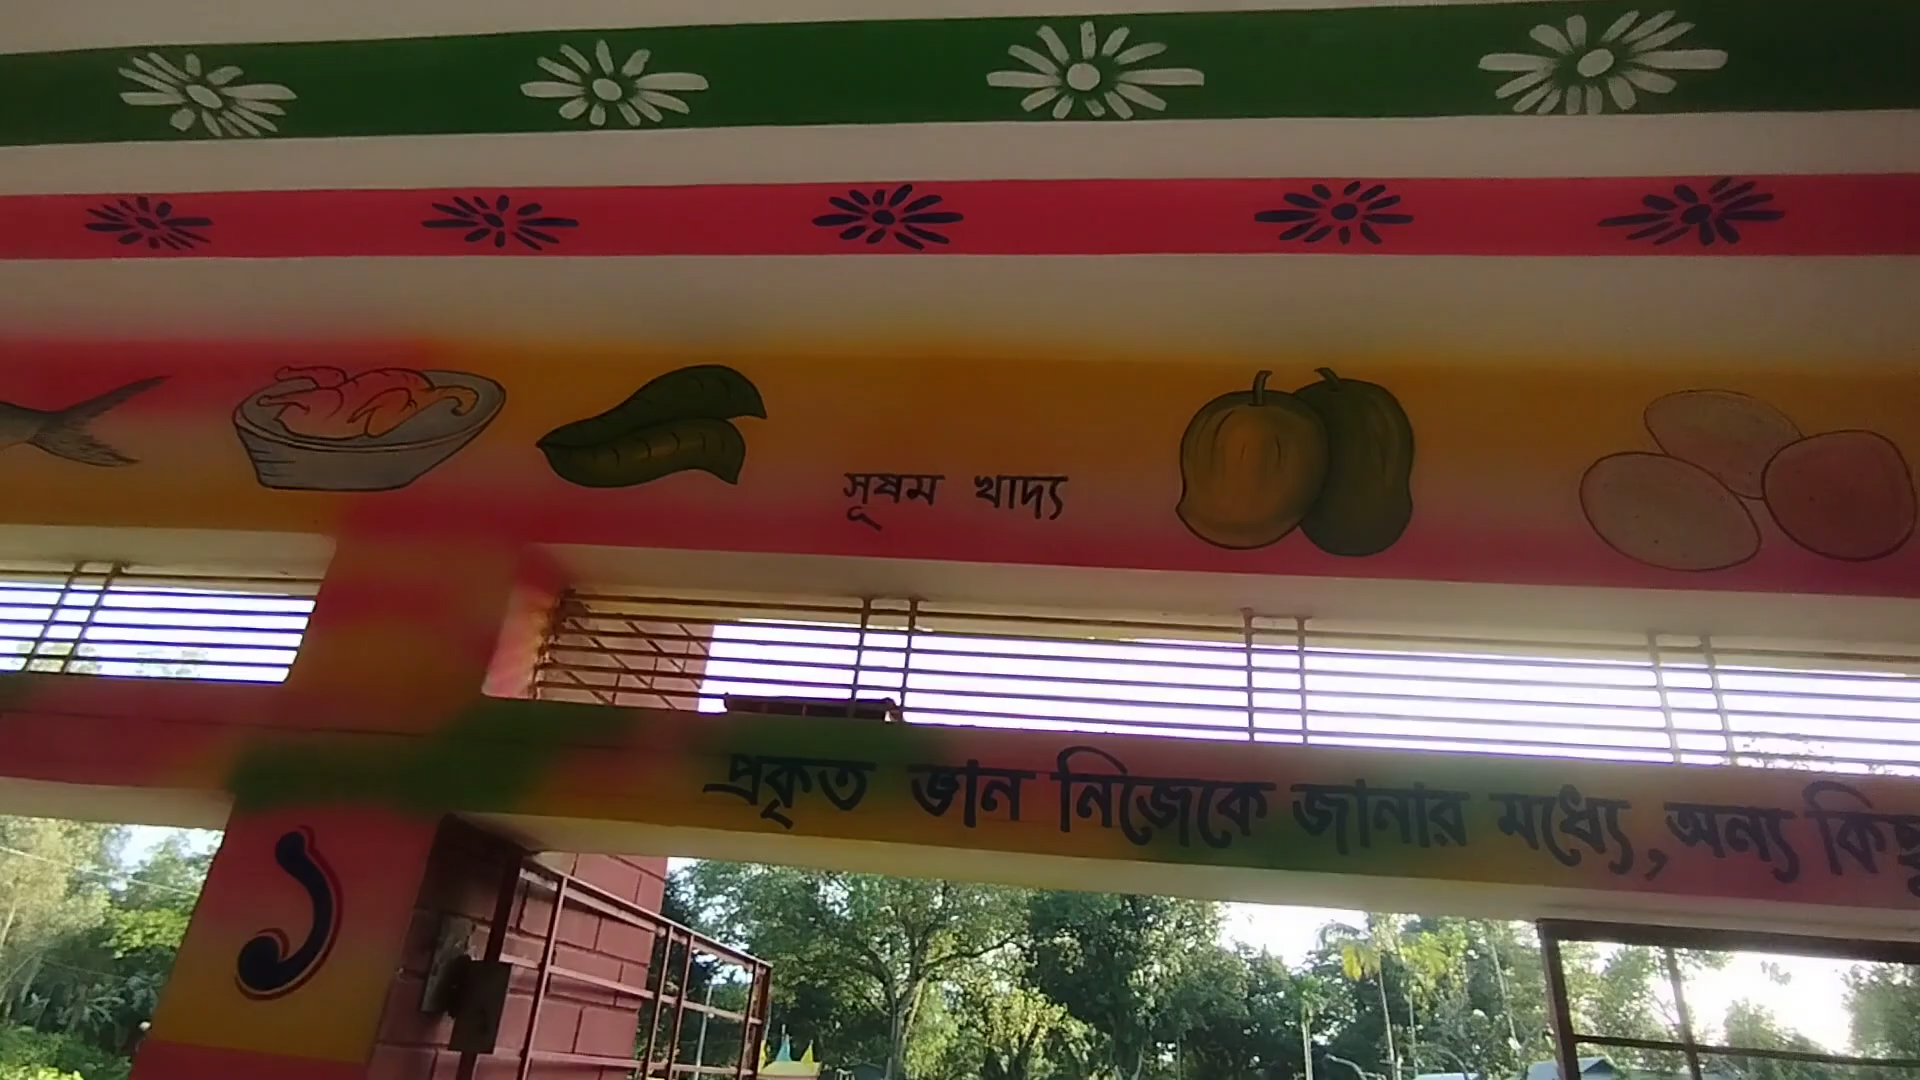 সূষম খাদ্য
প্রকৃত জ্ঞান নিজেকে জানার মধ্যে, অন্য
১